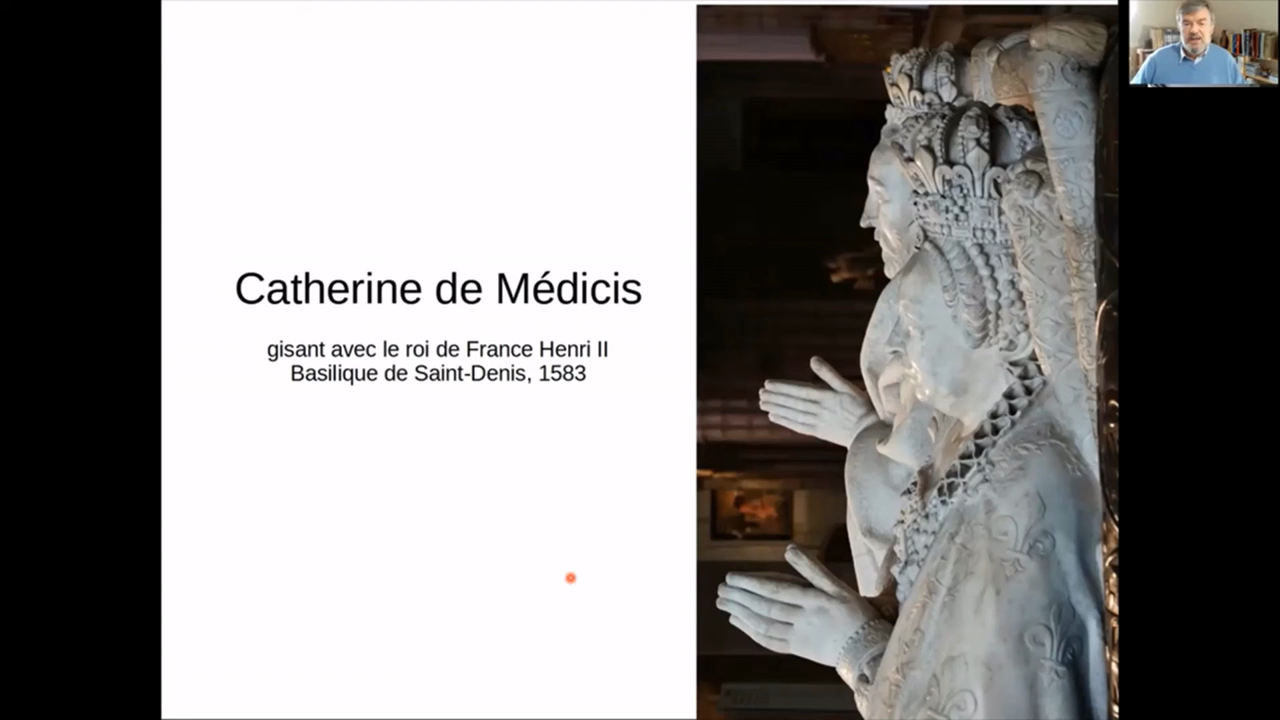 Catherine de Médicis
gisant avec le roi de France Henri II
Basilique de Saint-Denis, 1583